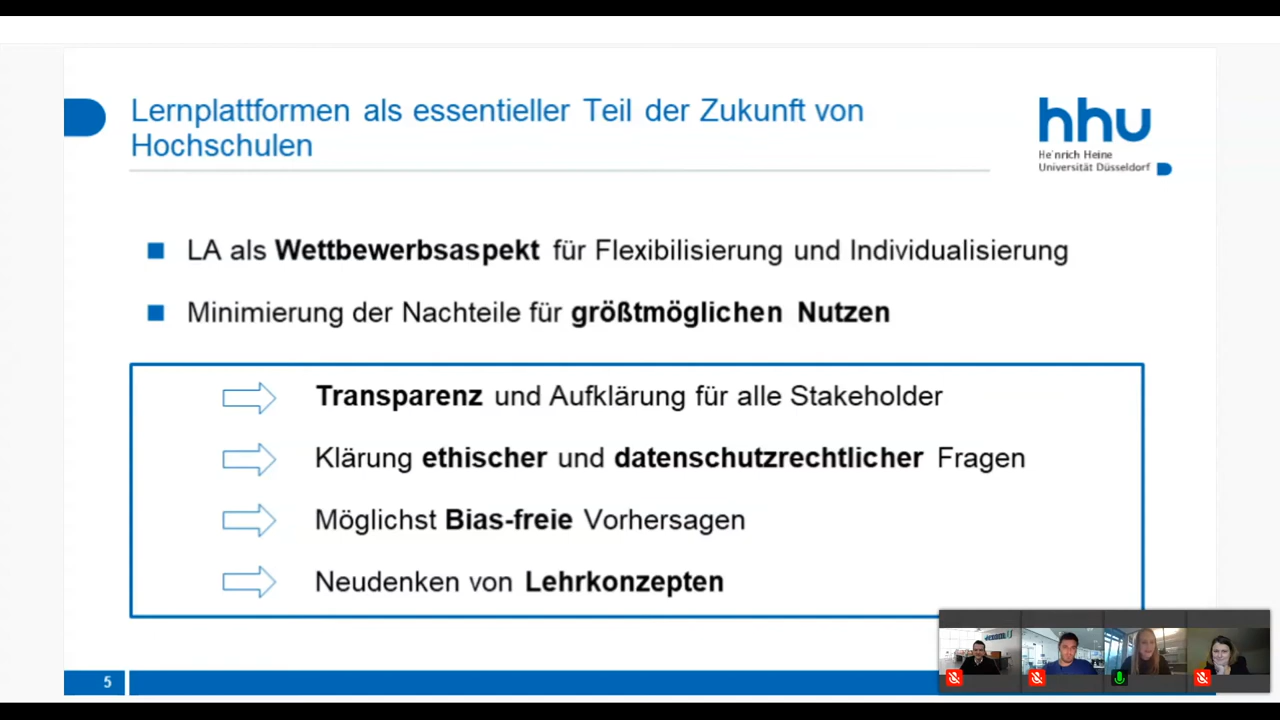 Lernplattformen als essentieller Teil der Zukunft von
Hochschulen
hhu
Heinrich Heine
Universität Düsseldorf
LA als Wettbewerbsaspekt für Flexibilisierung und Individualisierung
Minimierung der Nachteile für größtmöglichen Nutzen
Transparenz und Aufklärung für alle Stakeholder
Klärung ethischer und datenschutzrechtlicher Fragen
Möglichst Bias-freie Vorhersagen
Neudenken von Lehrkonzepten
5